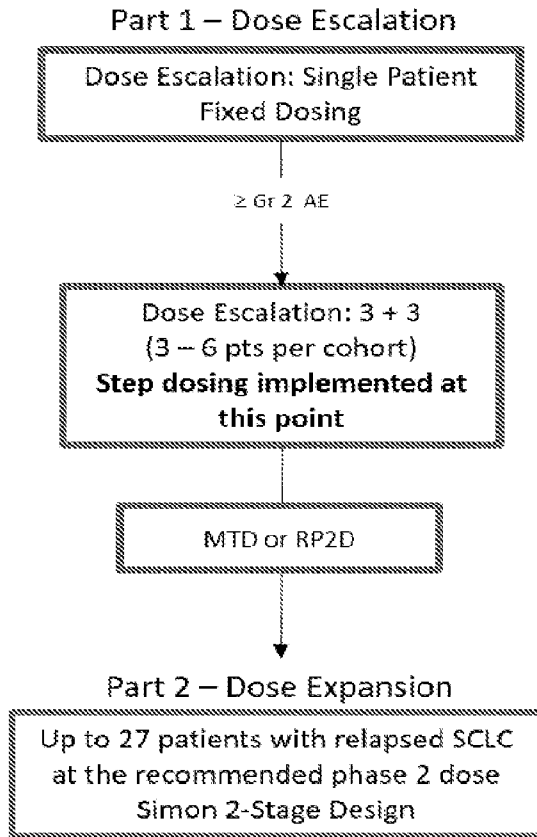 Part 1 – Dose Escalation
Dose Escalation: Single Patient
Fixed Dosing
≥ Gr 2 AE
Dose Escalation: 3 + 3
(3 – 6 pts per cohort)
Step dosing implemented at
this point
MTD or RP2D
Part 2 – Dose Expansion
Up to 27 patients with relapsed SCLC
at the recommended phase 2 dose
Simon 2-Stage Design